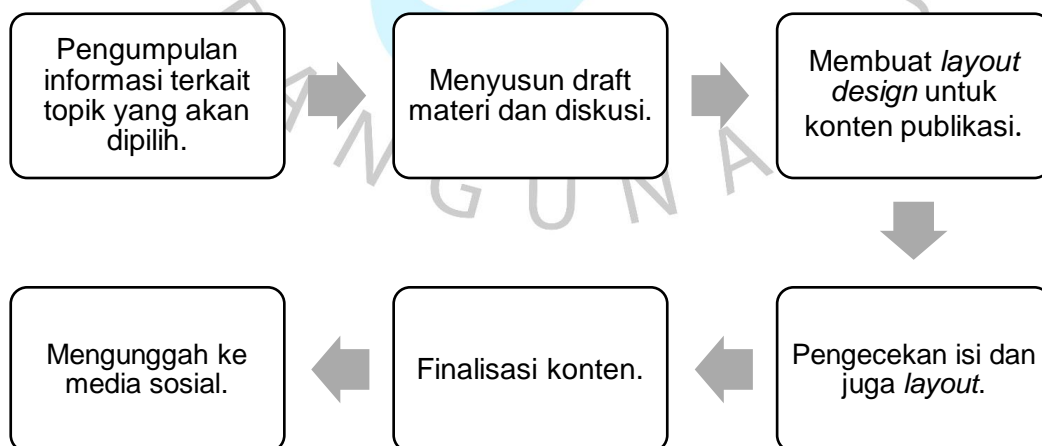 Pengumpulan
informasi terkait
topik yang akan
dipilih.
Menyusun draft
materi dan diskusi.
Membuat layout
design untuk
konten publikasi.
Pengecekan isi dan
juga layout.
Finalisasi konten.
Mengunggah ke
media sosial.